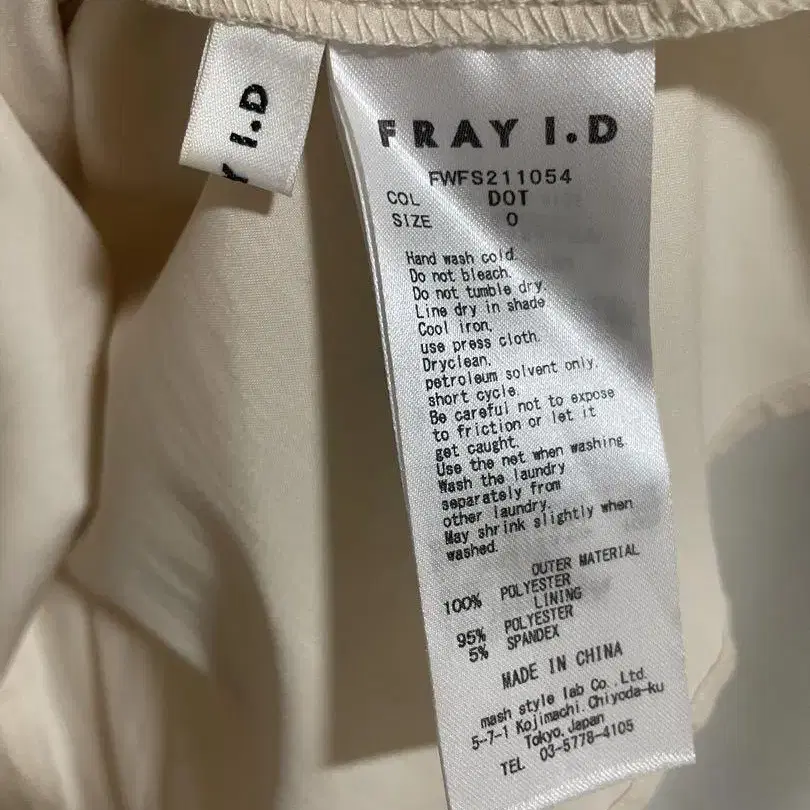 Y I.D
FRAY I.D
FWFS211054
COL DOT
SIZE 0
Hand wash cold.
Do not bleach.
Do not tumble dry.
Line dry in shade
Cool iron,
use press cloth.
Dryclean,
petroleum solvent only,
short cycle.
Be careful not to expose
to friction or let it
get caught.
Use the net when washing.
Wash the laundry
separately from
other laundry.
May shrink slightly when
washed.
OUTER MATERIAL
100% POLYESTER
LINING
95% POLYESTER
5% SPANDEX
MADE IN CHINA
mash style lab Co.,Ltd.
5-7-1 Kojimachi,Chiyoda-ku
Tokyo,Japan
TEL 03-5778-4105